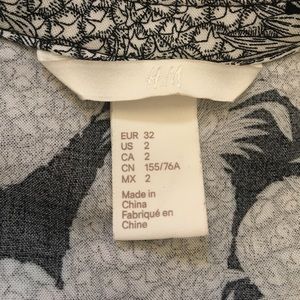 H&M
EUR 32
US 2
CA 2
CN 155/76A
MX 2
Made in
China
Fabriqué en
Chine